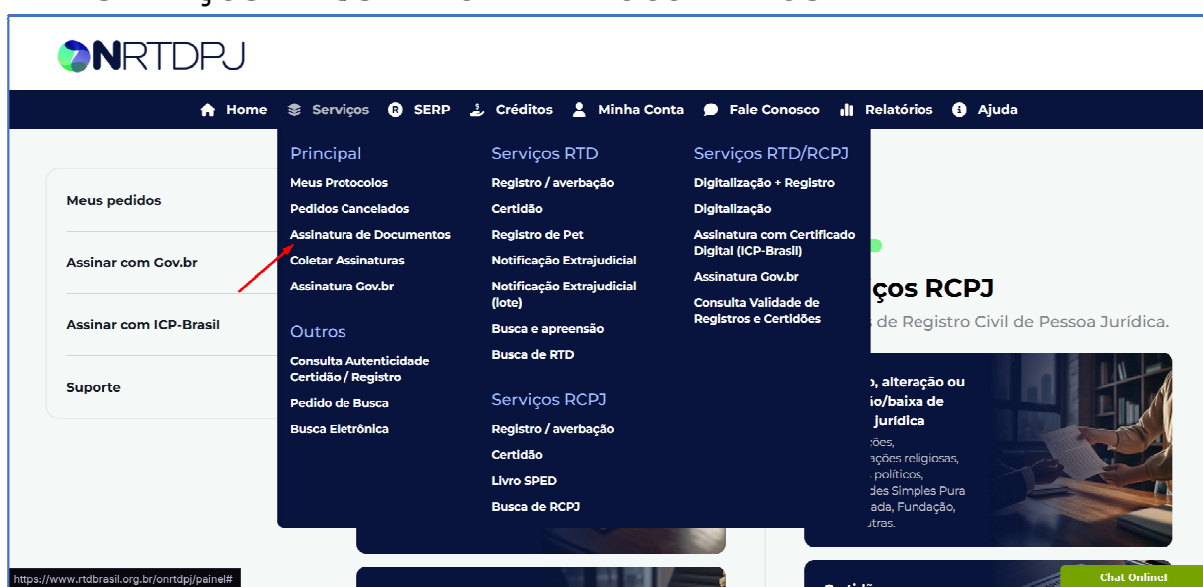 ONRTDPJ
Home Serviços SERP Créditos Minha Conta Fale Conosco Relatórios Ajuda
Meus pedidos
Assinar com Gov.br
Assinar com ICP-Brasil
Suporte
Principal
Meus Protocolos
Pedidos Cancelados
Assinatura de Documentos
Coletar Assinaturas
Assinatura Gov.br
Outros
Consulta Autenticidade
Certidão / Registro
Pedido de Busca
Busca Eletrônica
Serviços RTD
Registro / averbação
Certidão
Registro de Pet
Notificação Extrajudicial
Notificação Extrajudicial
(lote)
Busca e apreensão
Busca de RTD
Serviços RCPJ
Registro / averbação
Certidão
Livro SPED
Busca de RCPJ
Serviços RTD/RCPJ
Digitalização + Registro
Digitalização
Assinatura com Certificado
Digital (ICP-Brasil)
Assinatura Gov.br
Consulta Validade de
Registros e Certidões
ços RCPJ
de Registro Civil de Pessoa Jurídica.
o, alteração ou
ão/baixa de
jurídica
ções,
ações religiosas,
políticos,
des Simples Pura
ada, Fundação,
utras.
https://www.rtdbrasil.org.br/onrtdpj/painel#
Chat Online!